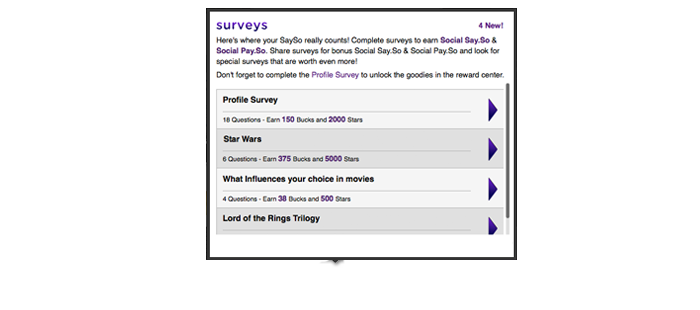 surveys
4 New!
Here's where your SaySo really counts! Complete surveys to earn Social Say.So &
Social Pay.So. Share surveys for bonus Social Say.So & Social Pay.So and look for
special surveys that are worth even more!
Don't forget to complete the Profile Survey to unlock the goodies in the reward center.
Profile Survey
18 Questions - Earn 150 Bucks and 2000 Stars
Star Wars
6 Questions - Earn 375 Bucks and 5000 Stars
What Influences your choice in movies
4 Questions - Earn 38 Bucks and 500 Stars
Lord of the Rings Trilogy